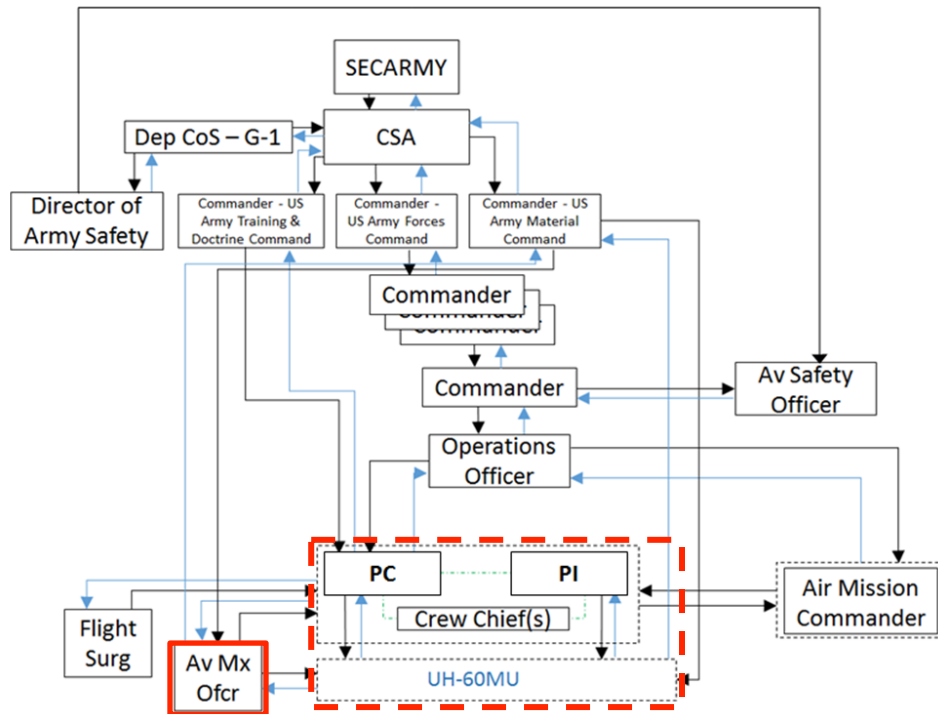 SECARMY
Dep CoS – G-1
CSA
Director of
Army Safety
Commander - US
Army Training &
Doctrine Command
Commander -
US Army Forces
Command
Commander - US
Army Material
Command
Commander
Commander
Commander
Commander
Av Safety
Officer
Operations
Officer
PC
PI
Crew Chief(s)
Air Mission
Commander
Flight
Surg
Av Mx
Ofcr
UH-60MU